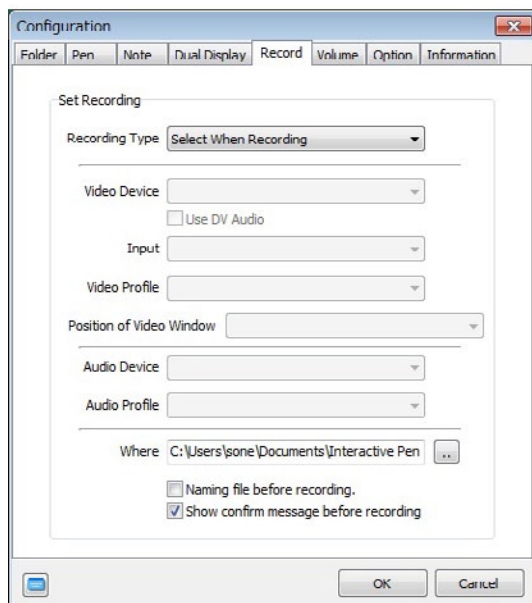 Configuration
Folder Pen Note Dual Display Record Volume Option Information
Set Recording
Recording Type Select When Recording
Video Device
Use DV Audio
Input
Video Profile
Position of Video Window
Audio Device
Audio Profile
Where C:\Users\sone\Documents\Interactive Pen ..
Naming file before recording.
Show confirm message before recording
OK Cancel